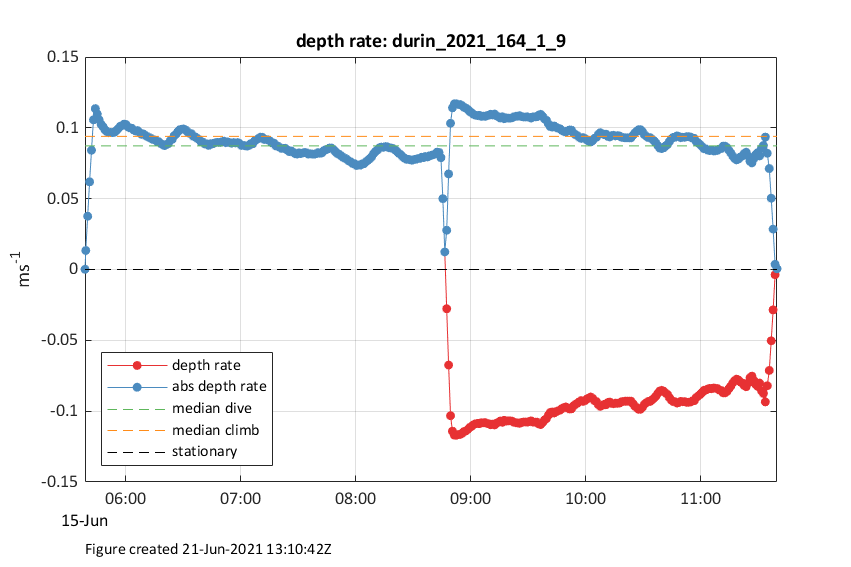 depth rate: durin_2021_164_1_9
0.15
0.1
0.05
0
-0.05
-0.1
-0.15
ms-1
depth rate
abs depth rate
median dive
median climb
stationary
06:00 07:00 08:00 09:00 10:00 11:00
15-Jun
Figure created 21-Jun-2021 13:10:42Z